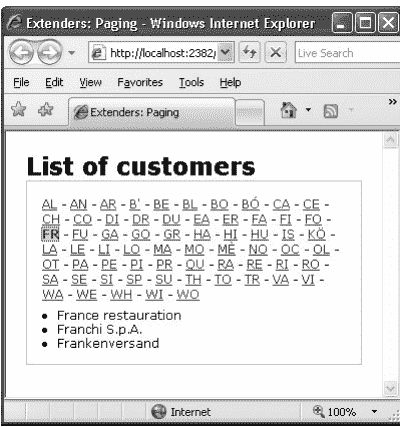 Extenders: Paging - Windows Internet Explorer
http://localhost:2382/
Live Search
File Edit View Favorites Tools Help
Extenders: Paging
»
List of customers
AL - AN - AR - B' - BE - BL - BO - BÓ - CA - CE -
CH - CO - DI - DR - DU - EA - ER - FA - FI - FO -
FR - FU - GA - GO - GR - HA - HI - HU - IS - KÖ -
LA - LE - LI - LO - MA - MO - MÈ - NO - OC - OL -
OT - PA - PE - PI - PR - QU - RA - RE - RI - RO -
SA - SE - SI - SP - SU - TH - TO - TR - VA - VI -
WA - WE - WH - WI - WO
• France restauration
• Franchi S.p.A.
• Frankenversand
Internet 100%